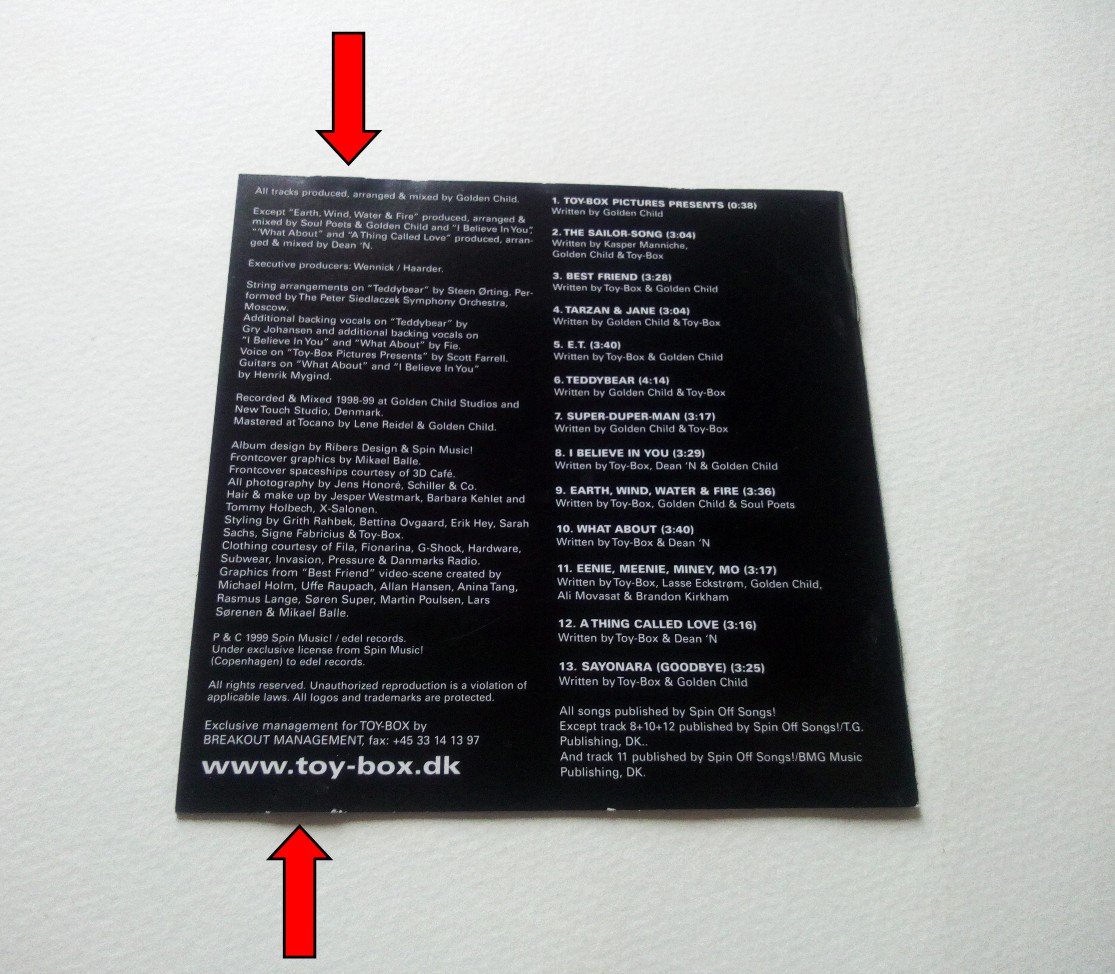 All tracks produced, arranged & mixed by Golden Child.
Except "Earth, Wind, Water & Fire" produced, arranged &
mixed by Soul Poets & Golden Child and "I Believe In You",
"'What About" and "A Thing Called Love" produced, arran-
ged & mixed by Dean 'N.
Executive producers: Wennick / Haarder.
String arrangements on "Teddybear" by Steen Ørting. Per-
formed by The Peter Siedlaczek Symphony Orchestra,
Moscow.
Additional backing vocals on "Teddybear" by
Gry Johansen and additional backing vocals on
"I Believe In You" and "What About" by Fie.
Voice on "Toy-Box Pictures Presents" by Scott Farrell.
Guitars on "What About" and "I Believe In You"
by Henrik Mygind.
Recorded & Mixed 1998-99 at Golden Child Studios and
New Touch Studio, Denmark.
Mastered at Tocano by Lene Reidel & Golden Child.
Album design by Ribers Design & Spin Music!
Frontcover graphics by Mikael Balle.
Frontcover spaceships courtesy of 3D Café.
All photography by Jens Honoré, Schiller & Co.
Hair & make up by Jesper Westmark, Barbara Kehlet and
Tommy Holbech, X-Salonen.
Styling by Grith Rahbek, Bettina Ovgaard, Erik Hey, Sarah
Sachs, Signe Fabricius & Toy-Box.
Clothing courtesy of Fila, Fionarina, G-Shock, Hardware,
Subwear, Invasion, Pressure & Danmarks Radio.
Graphics from "Best Friend" video-scene created by
Michael Holm, Uffe Raupach, Allan Hansen, Anina Tang,
Rasmus Lange, Søren Super, Martin Poulsen, Lars
Sørenen & Mikael Balle.
P & C 1999 Spin Music! / edel records.
Under exclusive license from Spin Music!
(Copenhagen) to edel records.
All rights reserved. Unauthorized reproduction is a violation of
applicable laws. All logos and trademarks are protected.
Exclusive management for TOY-BOX by
BREAKOUT MANAGEMENT, fax: +45 33 14 13 97
www.toy-box.dk
1. TOY-BOX PICTURES PRESENTS (0:38)
Written by Golden Child
2. THE SAILOR-SONG (3:04)
Written by Kasper Manniche,
Golden Child & Toy-Box
3. BEST FRIEND (3:28)
Written by Toy-Box & Golden Child
4. TARZAN & JANE (3:04)
Written by Golden Child & Toy-Box
5. E.T. (3:40)
Written by Toy-Box & Golden Child
6. TEDDYBEAR (4:14)
Written by Golden Child & Toy-Box
7. SUPER-DUPER-MAN (3:17)
Written by Golden Child & Toy-Box
8. I BELIEVE IN YOU (3:29)
Written by Toy-Box, Dean 'N & Golden Child
9. EARTH, WIND, WATER & FIRE (3:36)
Written by Toy-Box, Golden Child & Soul Poets
10. WHAT ABOUT (3:40)
Written by Toy-Box & Dean 'N
11. EENIE, MEENIE, MINEY, MO (3:17)
Written by Toy-Box, Lasse Eckstrøm, Golden Child,
Ali Movasat & Brandon Kirkham
12. A THING CALLED LOVE (3:16)
Written by Toy-Box & Dean 'N
13. SAYONARA (GOODBYE) (3:25)
Written by Toy-Box & Golden Child
All songs published by Spin Off Songs!
Except track 8+10+12 published by Spin Off Songs!/T.G.
Publishing, DK..
And track 11 published by Spin Off Songs!/BMG Music
Publishing, DK.